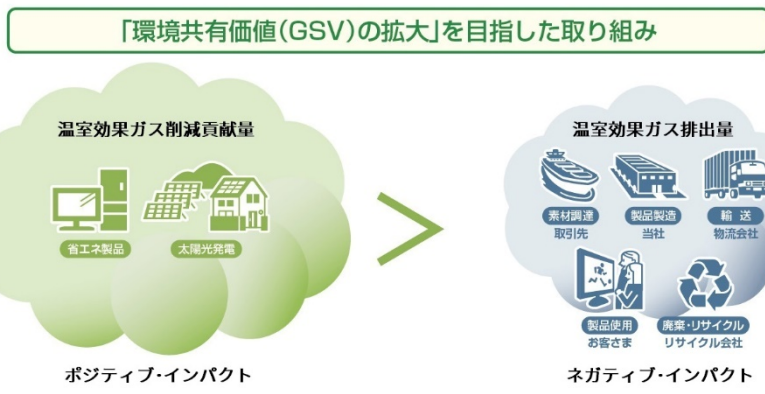 「環境共有価値(GSV)の拡大」を目指した取り組み
温室効果ガス削減貢献量
省エネ製品
太陽光発電
ポジティブ・インパクト
>
温室効果ガス排出量
素材調達
取引先
製品製造
当社
輸 送
物流会社
製品使用
お客さま
廃棄・リサイクル
リサイクル会社
ネガティブ・インパクト